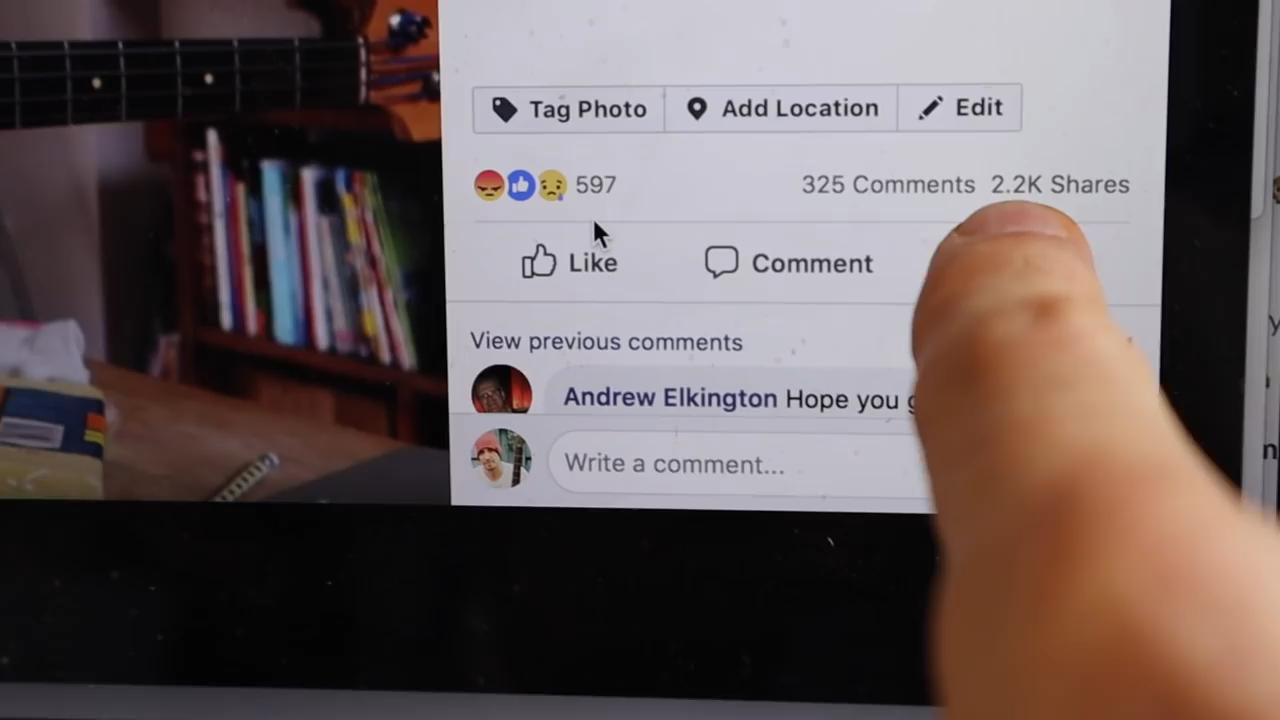 Tag Photo Add Location Edit
597 325 Comments 2.2K Shares
Like Comment
View previous comments
Andrew Elkington Hope you
Write a comment...